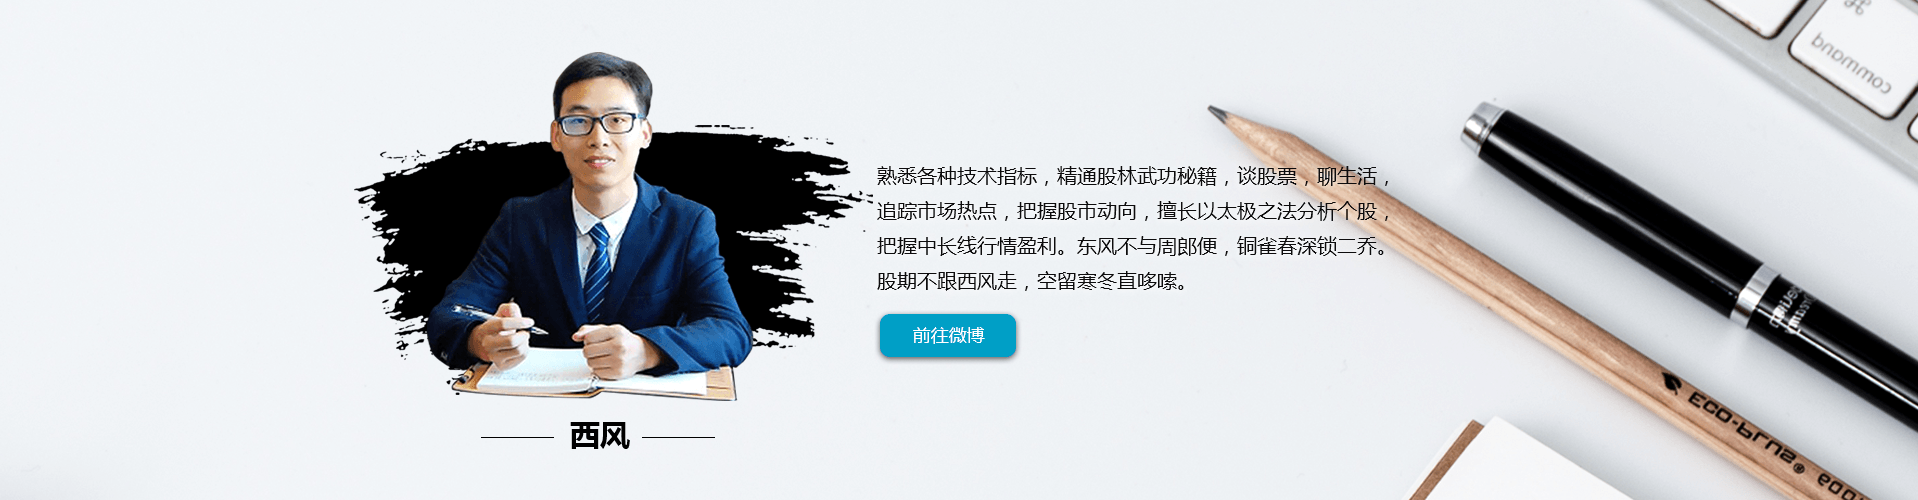 熟悉各种技术指标，精通股林武功秘籍，谈股票，聊生活，
追踪市场热点，把握股市动向，擅长以太极之法分析个股，
把握中长线行情盈利。东风不与周郎便，铜雀春深锁二乔。
股期不跟西风走，空留寒冬直哆嗦。
前往微博
西风
⌘
command
ECO-